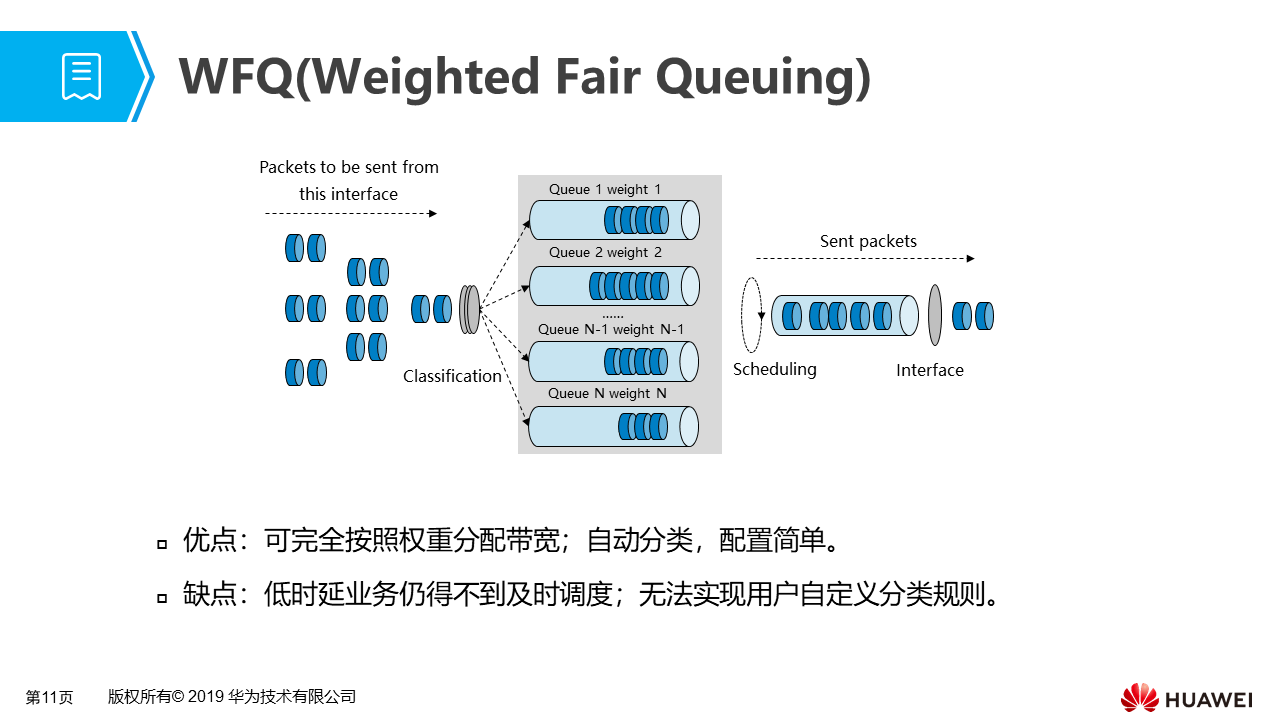 WFQ(Weighted Fair Queuing)
Packets to be sent from
this interface
Classification
Queue 1 weight 1
Queue 2 weight 2
......
Queue N-1 weight N-1
Queue N weight N
Sent packets
Scheduling
Interface
优点：可完全按照权重分配带宽；自动分类，配置简单。
缺点：低时延业务仍得不到及时调度；无法实现用户自定义分类规则。
第11页
版权所有© 2019 华为技术有限公司
HUAWEI